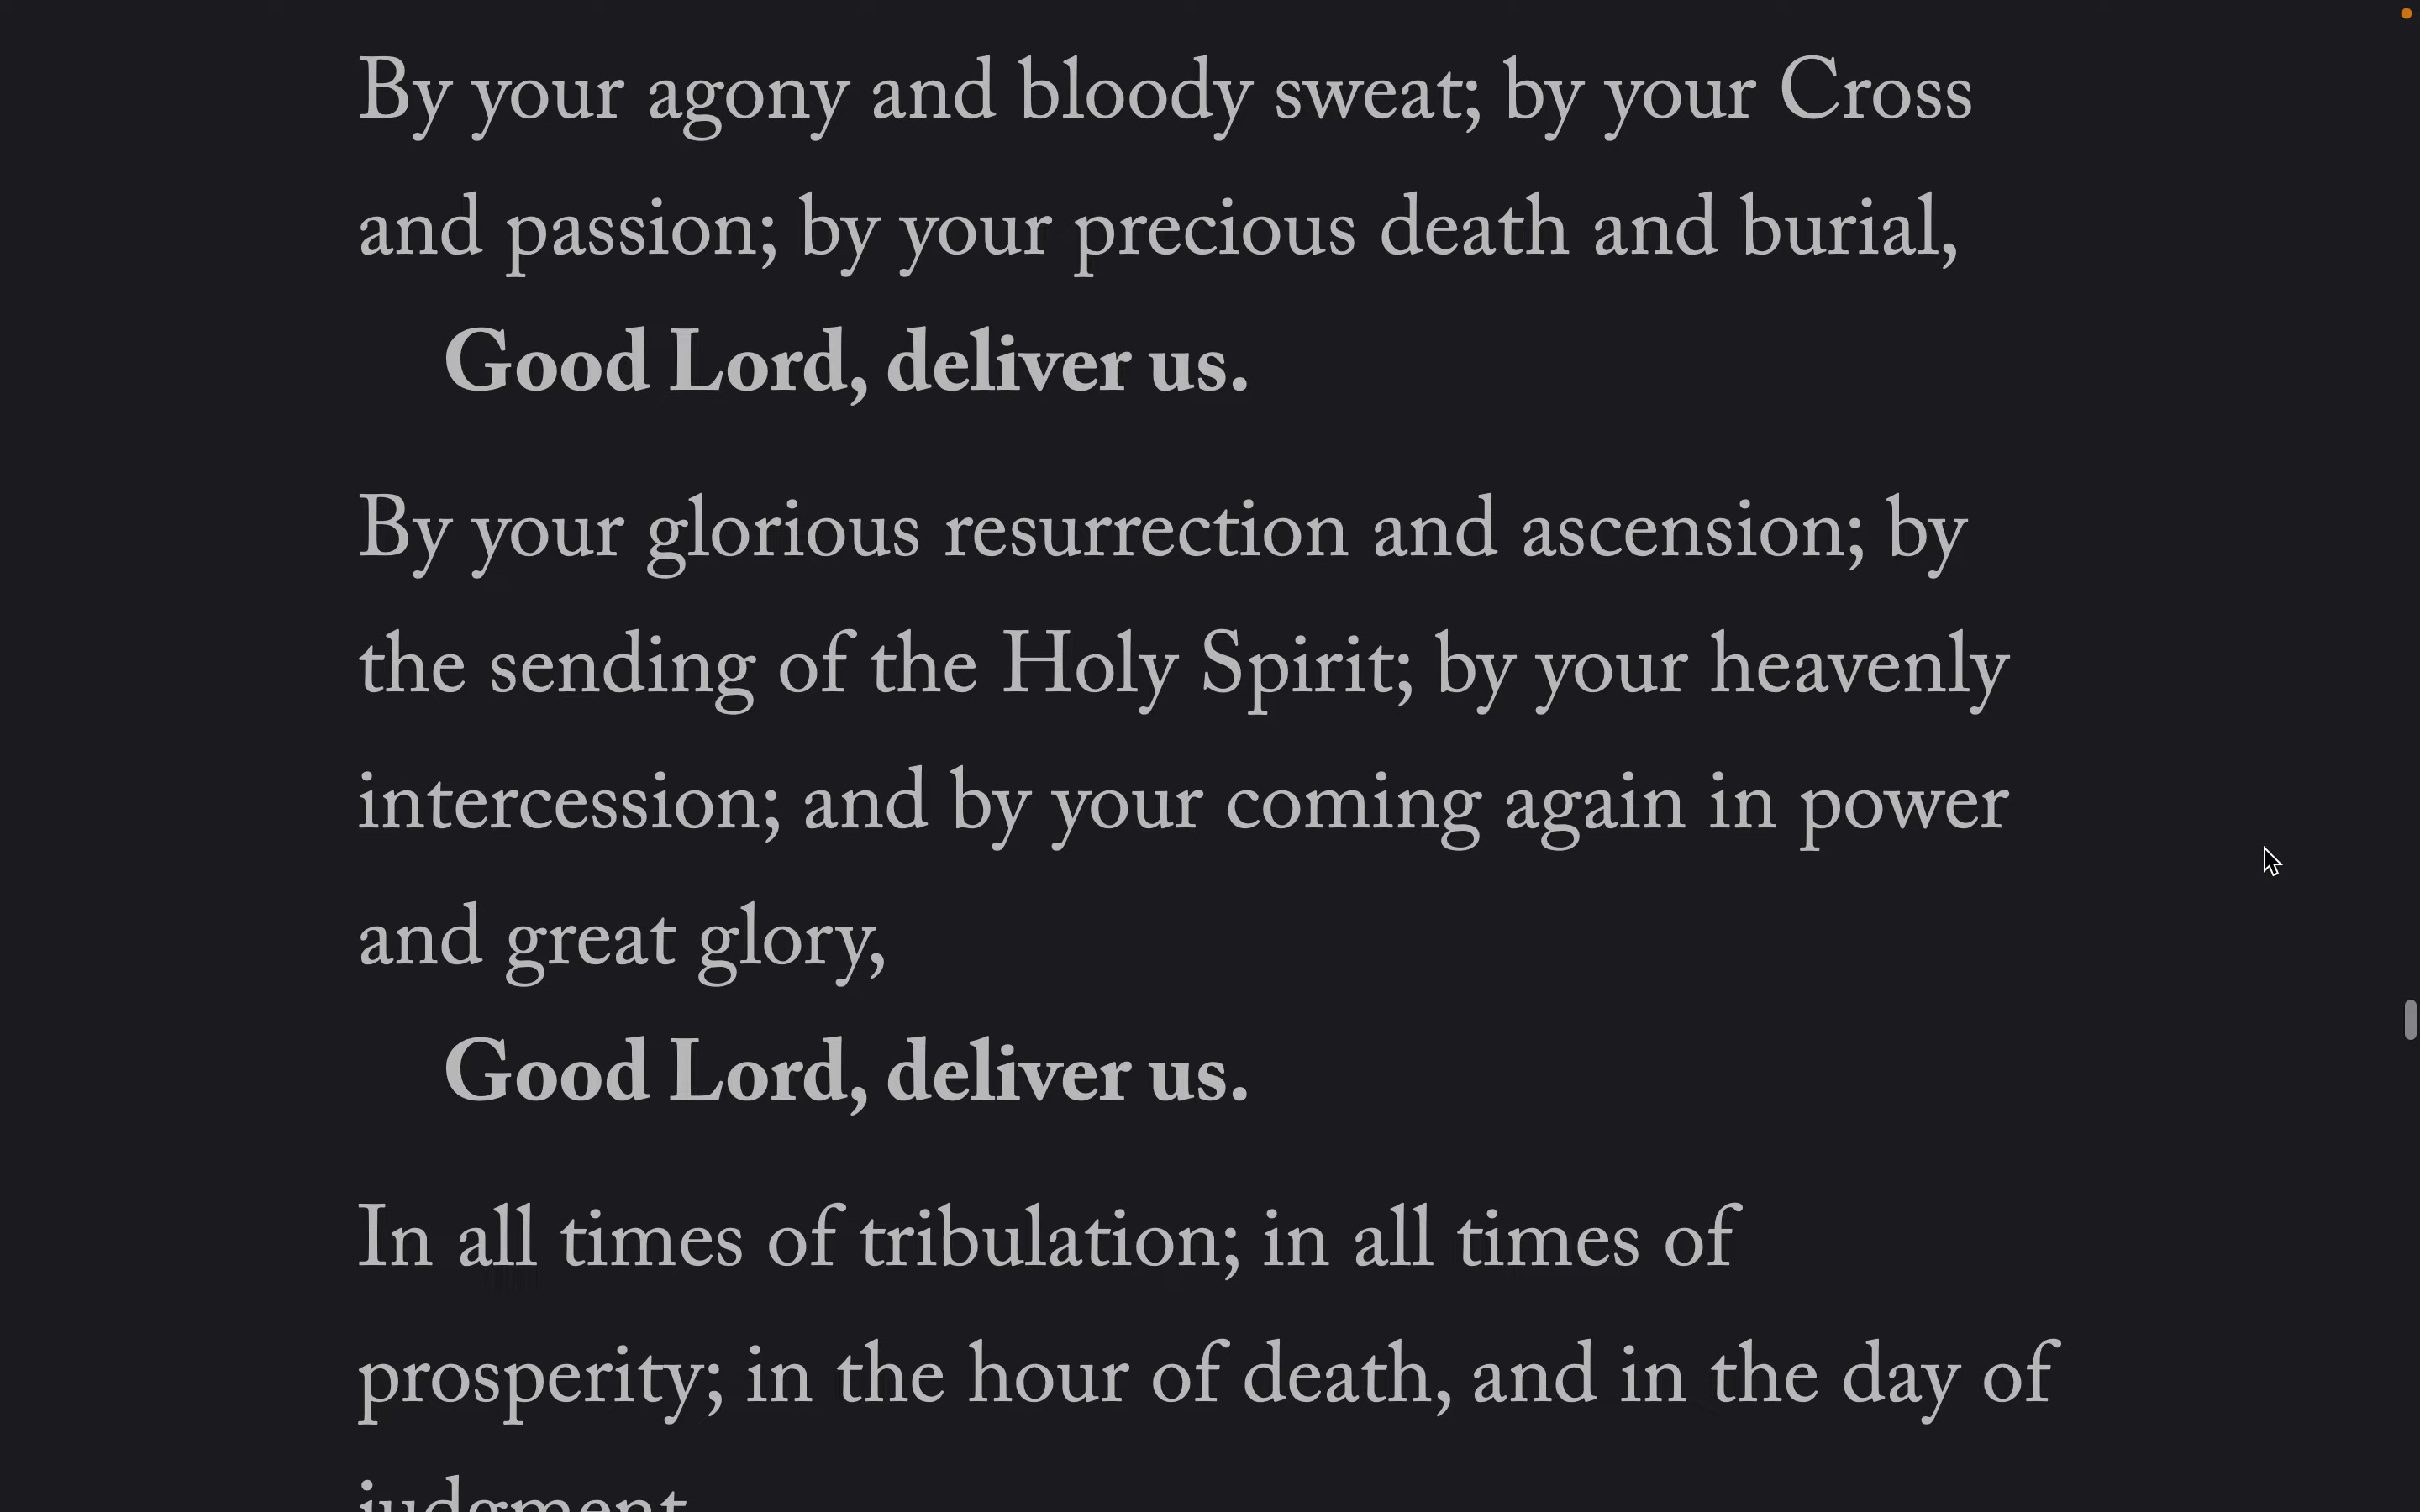 By your agony and bloody sweat; by your Cross
and passion; by your precious death and burial,
Good Lord, deliver us.
By your glorious resurrection and ascension; by
the sending of the Holy Spirit; by your heavenly
intercession; and by your coming again in power
and great glory,
Good Lord, deliver us.
In all times of tribulation; in all times of
prosperity; in the hour of death, and in the day of
judgment